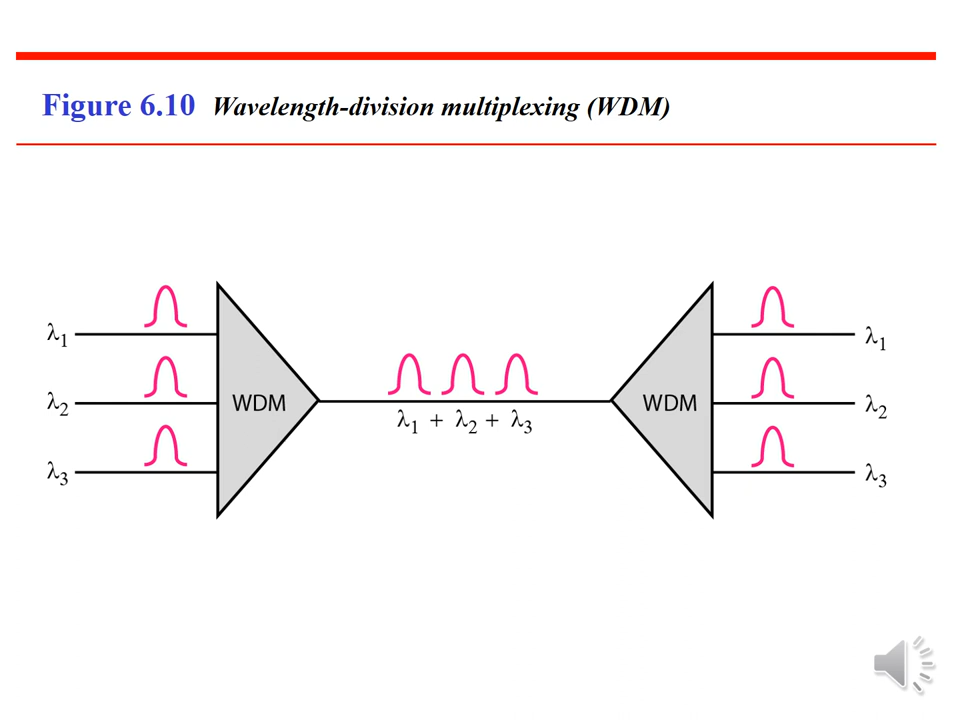 Figure 6.10 Wavelength-division multiplexing (WDM)
λ1
λ2
λ3
WDM
λ1 + λ2 + λ3
WDM
λ1
λ2
λ3